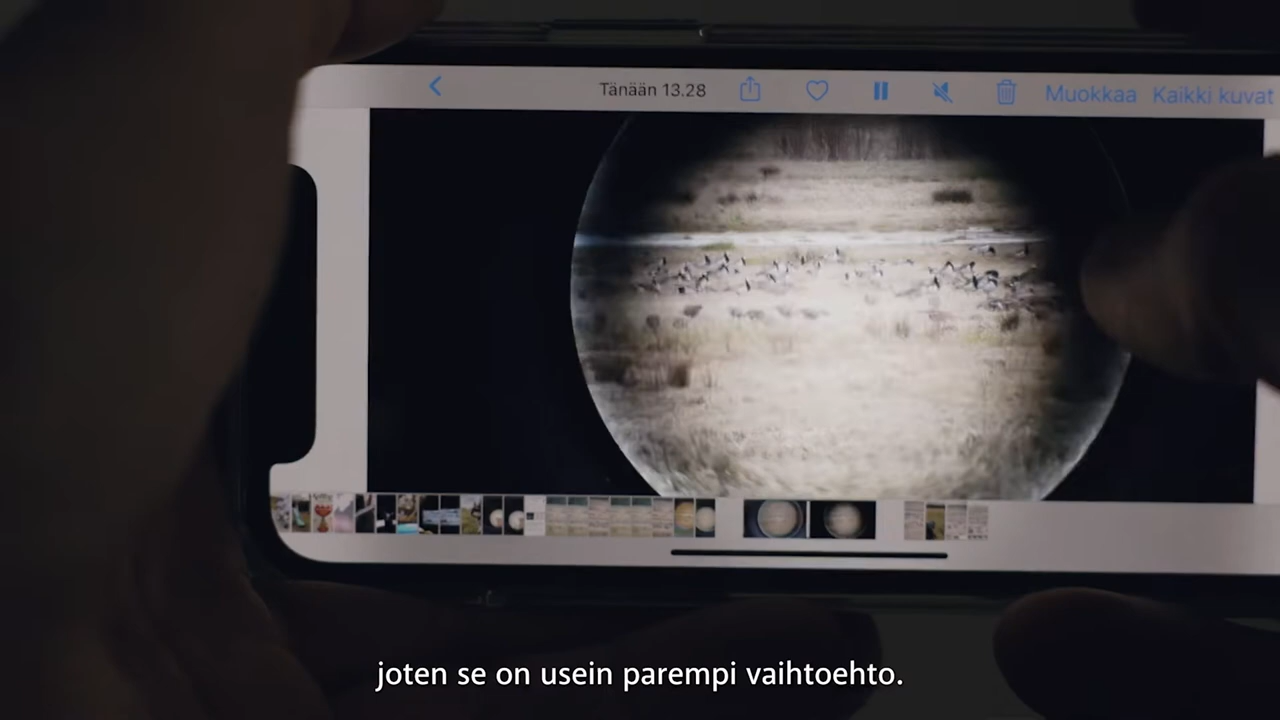 Tänään 13.28
Muokkaa
Kaikki kuvat
joten se on usein parempi vaihtoehto.